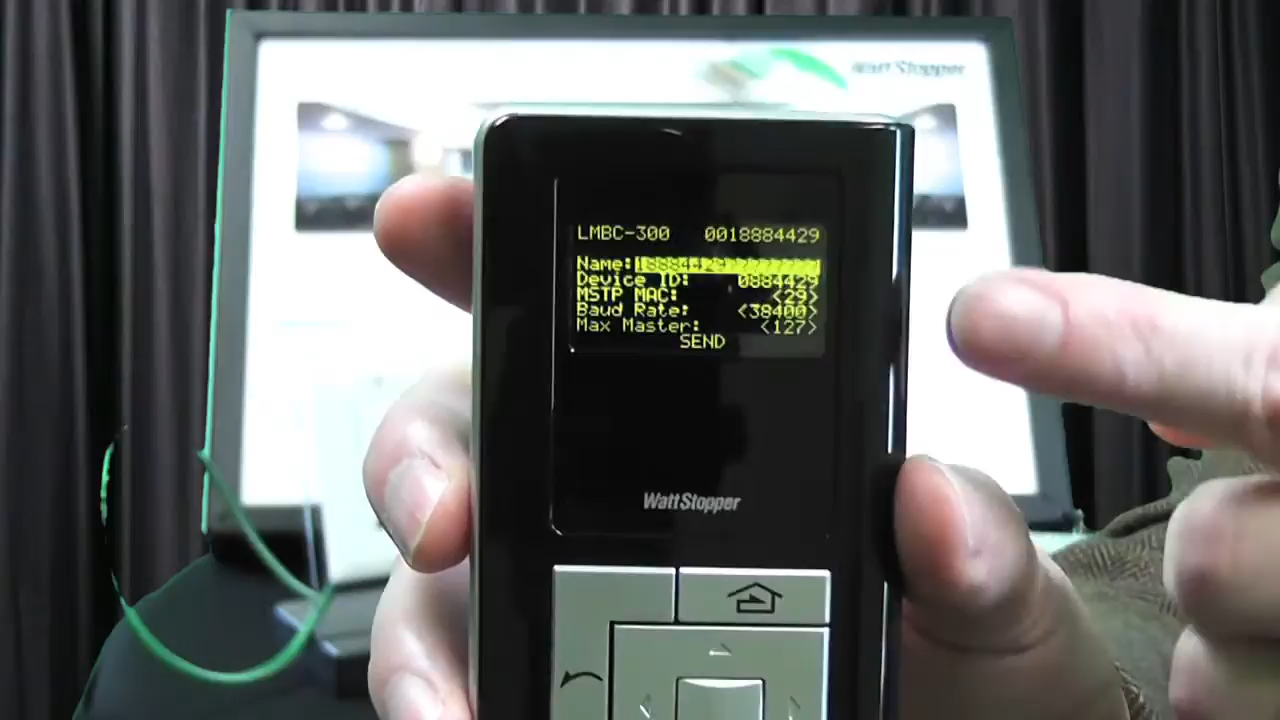 WattStopper
LMBC-300 0018884429
Name:18884429
Device ID: 0884429
MSTP MAC: <29>
Baud Rate: <38400>
Max Master: <127>
SEND
WattStopper